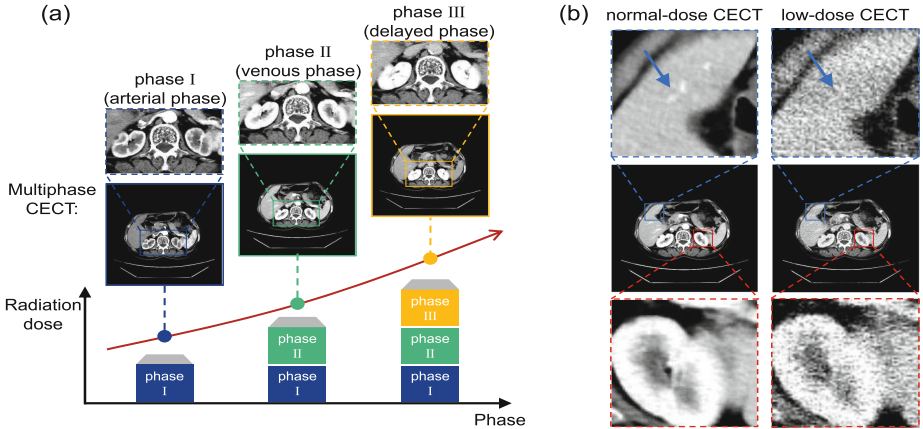 (a)
phase I
(arterial phase)
phase II
(venous phase)
phase III
(delayed phase)
Multiphase
CECT:
Radiation
dose
phase
I
phase
II
phase
I
phase
III
phase
II
phase
I
Phase
(b)
normal-dose CECT
low-dose CECT